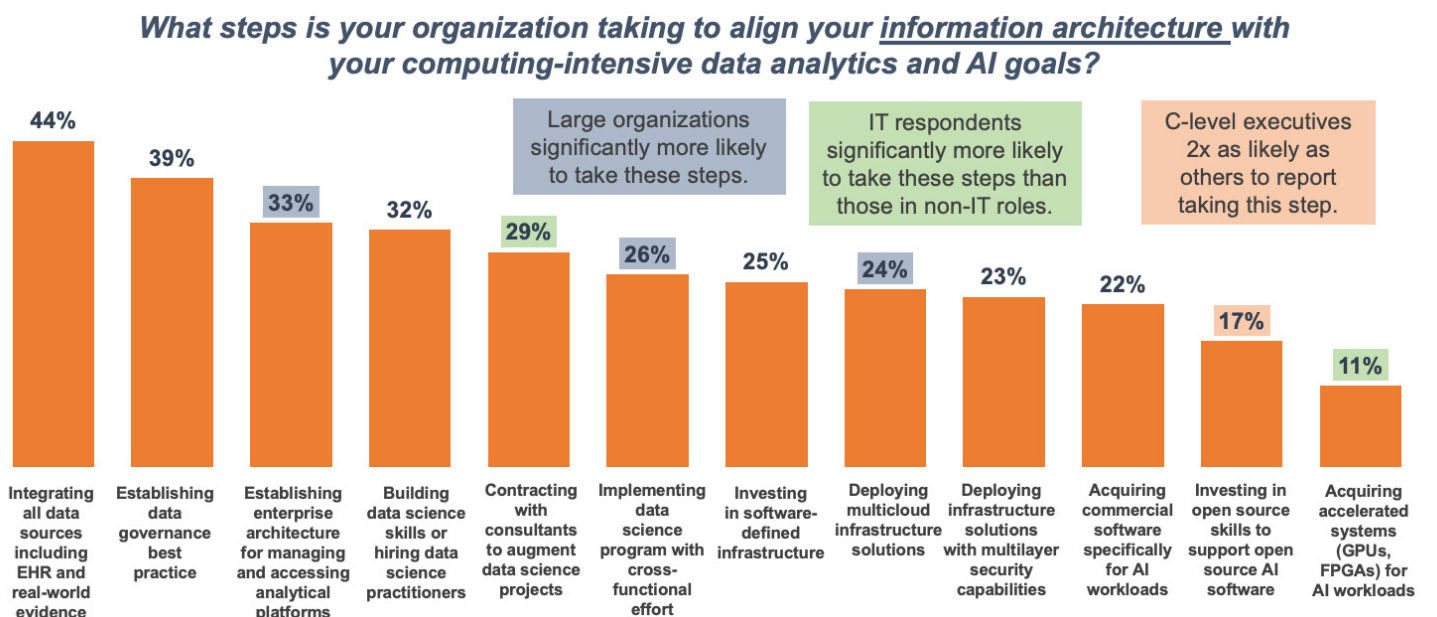 What steps is your organization taking to align your information architecture with
your computing-intensive data analytics and AI goals?
Large organizations
significantly more likely
to take these steps.
IT respondents
significantly more likely
to take these steps than
those in non-IT roles.
C-level executives
2x as likely as
others to report
taking this step.
44%
39%
33%
32%
29%
26%
25%
24%
23%
22%
17%
11%
Integrating
all data
sources
including
EHR and
real-world
evidence
Establishing
data
governance
best
practice
Establishing
enterprise
architecture
for managing
and accessing
analytical
platforms
Building
data science
skills or
hiring data
science
practitioners
Contracting
with
consultants
to augment
data science
projects
Implementing
data
science
program with
cross-
functional
effort
Investing
in software-
defined
infrastructure
Deploying
multicloud
infrastructure
solutions
Deploying
infrastructure
solutions
with multilayer
security
capabilities
Acquiring
commercial
software
specifically
for AI
workloads
Investing in
open source
skills to
support open
source AI
software
Acquiring
accelerated
systems
(GPUs,
FPGAs) for
AI workloads